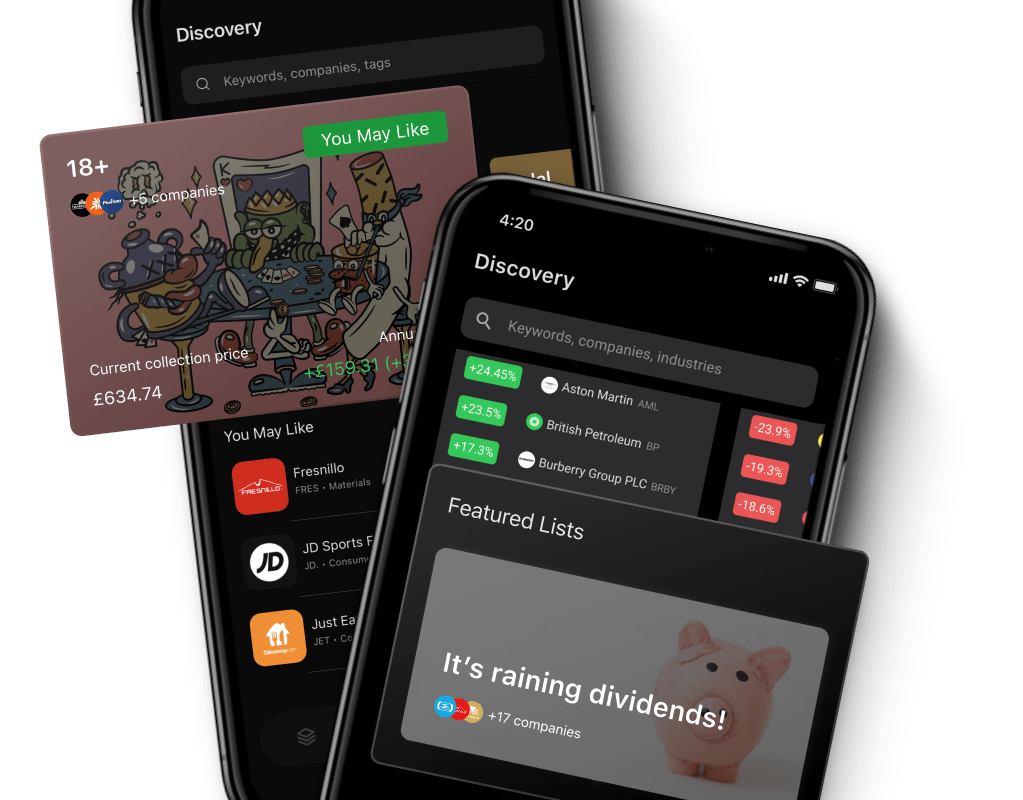 Discovery
Keywords, companies, tags
You May Like
18+
+5 companies
Current collection price
£634.74
Annu
+£159.31 (+3
You May Like
FRESNILLO
Fresnillo
FRES • Materials
JD
JD Sports F
JD. • Consum
Just Ea
JET • Co
4:20
Discovery
Keywords, companies, industries
+24.45% Aston Martin AML
+23.5% British Petroleum BP
+17.3% Burberry Group PLC BRBY
-23.9%
-19.3%
-18.6%
Featured Lists
It's raining dividends!
+17 companies